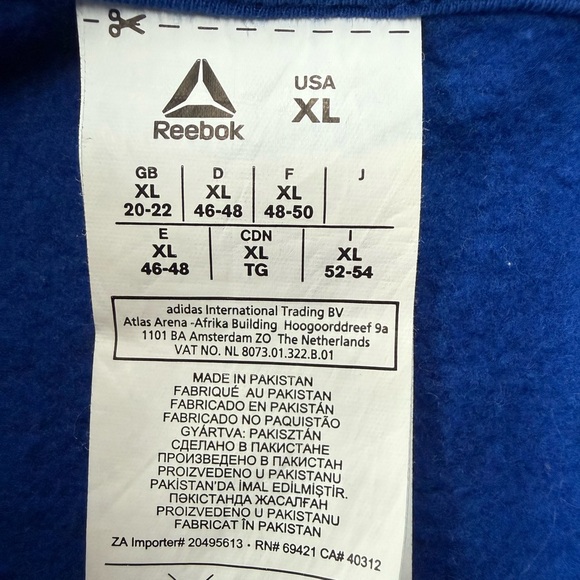 Reebok
USA
XL
GB D F J
XL XL XL
20-22 46-48 48-50
E CDN I
XL XL XL
46-48 TG 52-54
adidas International Trading BV
Atlas Arena -Afrika Building Hoogoorddreef 9a
1101 BA Amsterdam ZO The Netherlands
VAT NO. NL 8073.01.322.B.01
MADE IN PAKISTAN
FABRIQUÉ AU PAKISTAN
FABRICADO EN PAKISTÁN
FABRICADO NO PAQUISTÃO
GYÁRTVA: PAKISZTÁN
СДЕЛАНО В ПАКИСТАНЕ
ПРОИЗВЕДЕНО В ПАКИСТАН
PROIZVEDENO U PAKISTANU
PAKİSTAN'DA İMAL EDİLMİŞTİR.
ПӘКІСТАНДА ЖАСАЛҒАН
PROIZVEDENO U PAKISTANU
FABRICAT ÎN PAKISTAN
ZA Importer# 20495613 · RN# 69421 CA# 40312